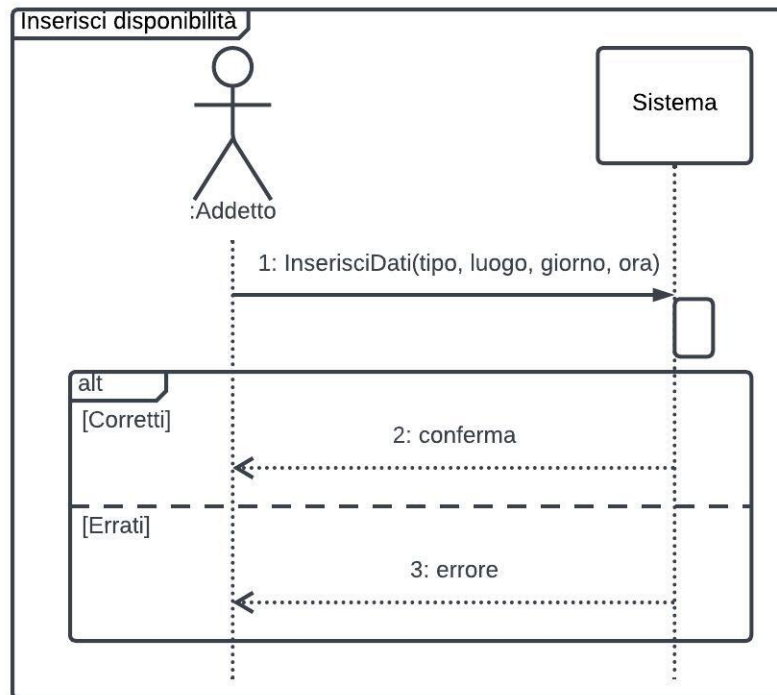 Inserisci disponibilità
Sistema
:Addetto
1: InserisciDati(tipo, luogo, giorno, ora)
alt
[Corretti]
2: conferma
[Errati]
3: errore